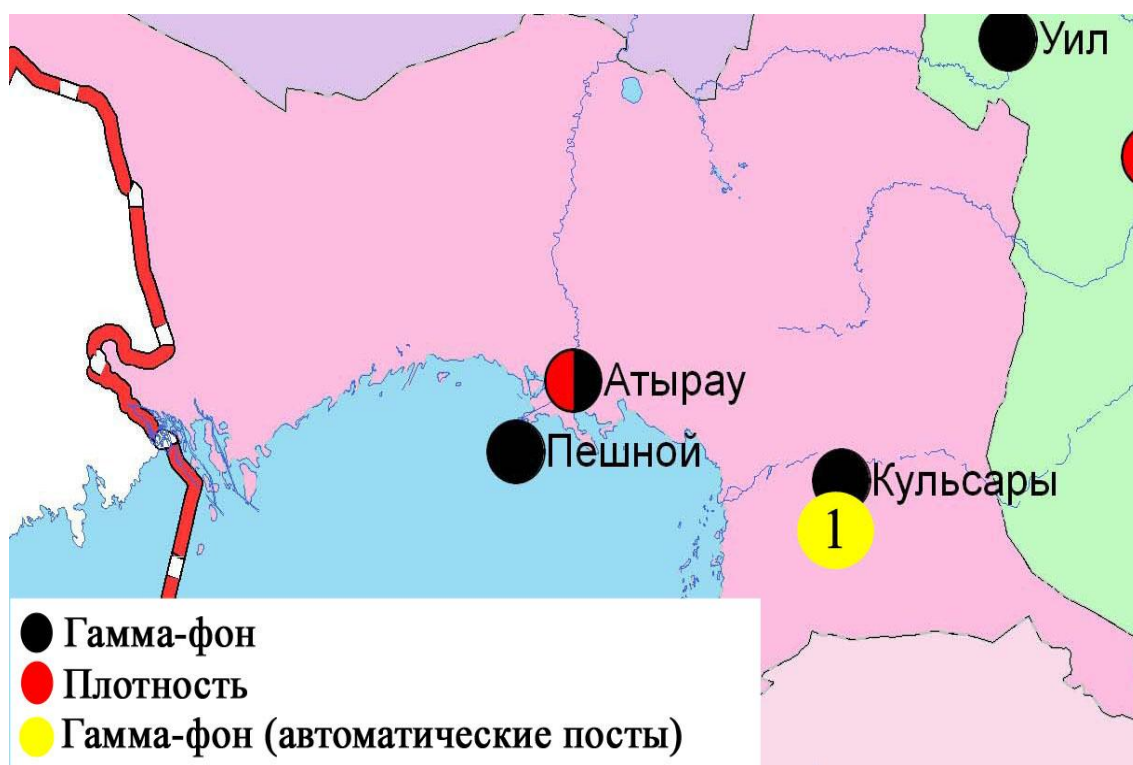 Уил
Атырау
Пешной
Кульсары
1
Гамма-фон
Плотность
Гамма-фон (автоматические посты)